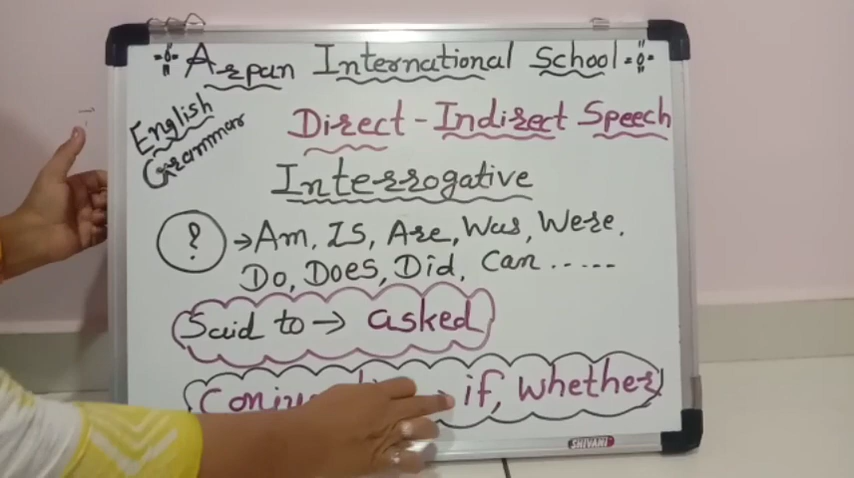 Arpan International School
English Grammar
Direct - Indirect Speech
Interrogative
? → Am, Is, Are, Was, Were,
Do, Does, Did, Can ......
Said to → asked
if, whether
SHIVANI